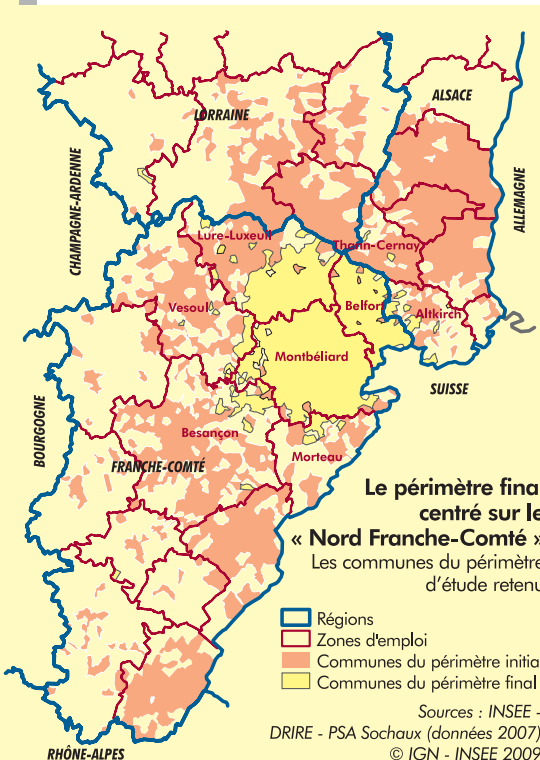 ALSACE
LORRAINE
CHAMPAGNE-ARDENNE
ALLEMAGNE
Lure-Luxeuil
Thann-Cernay
Vesoul
Belfort
Altkirch
Montbéliard
SUISSE
BOURGOGNE
Besançon
Morteau
FRANCHE-COMTÉ
Le périmètre final
centré sur le
« Nord Franche-Comté »
Les communes du périmètre
d'étude retenu
Régions
Zones d'emploi
Communes du périmètre initia
Communes du périmètre final
Sources : INSEE -
DRIRE - PSA Sochaux (données 2007)
© IGN - INSEE 2009
RHÔNE-ALPES